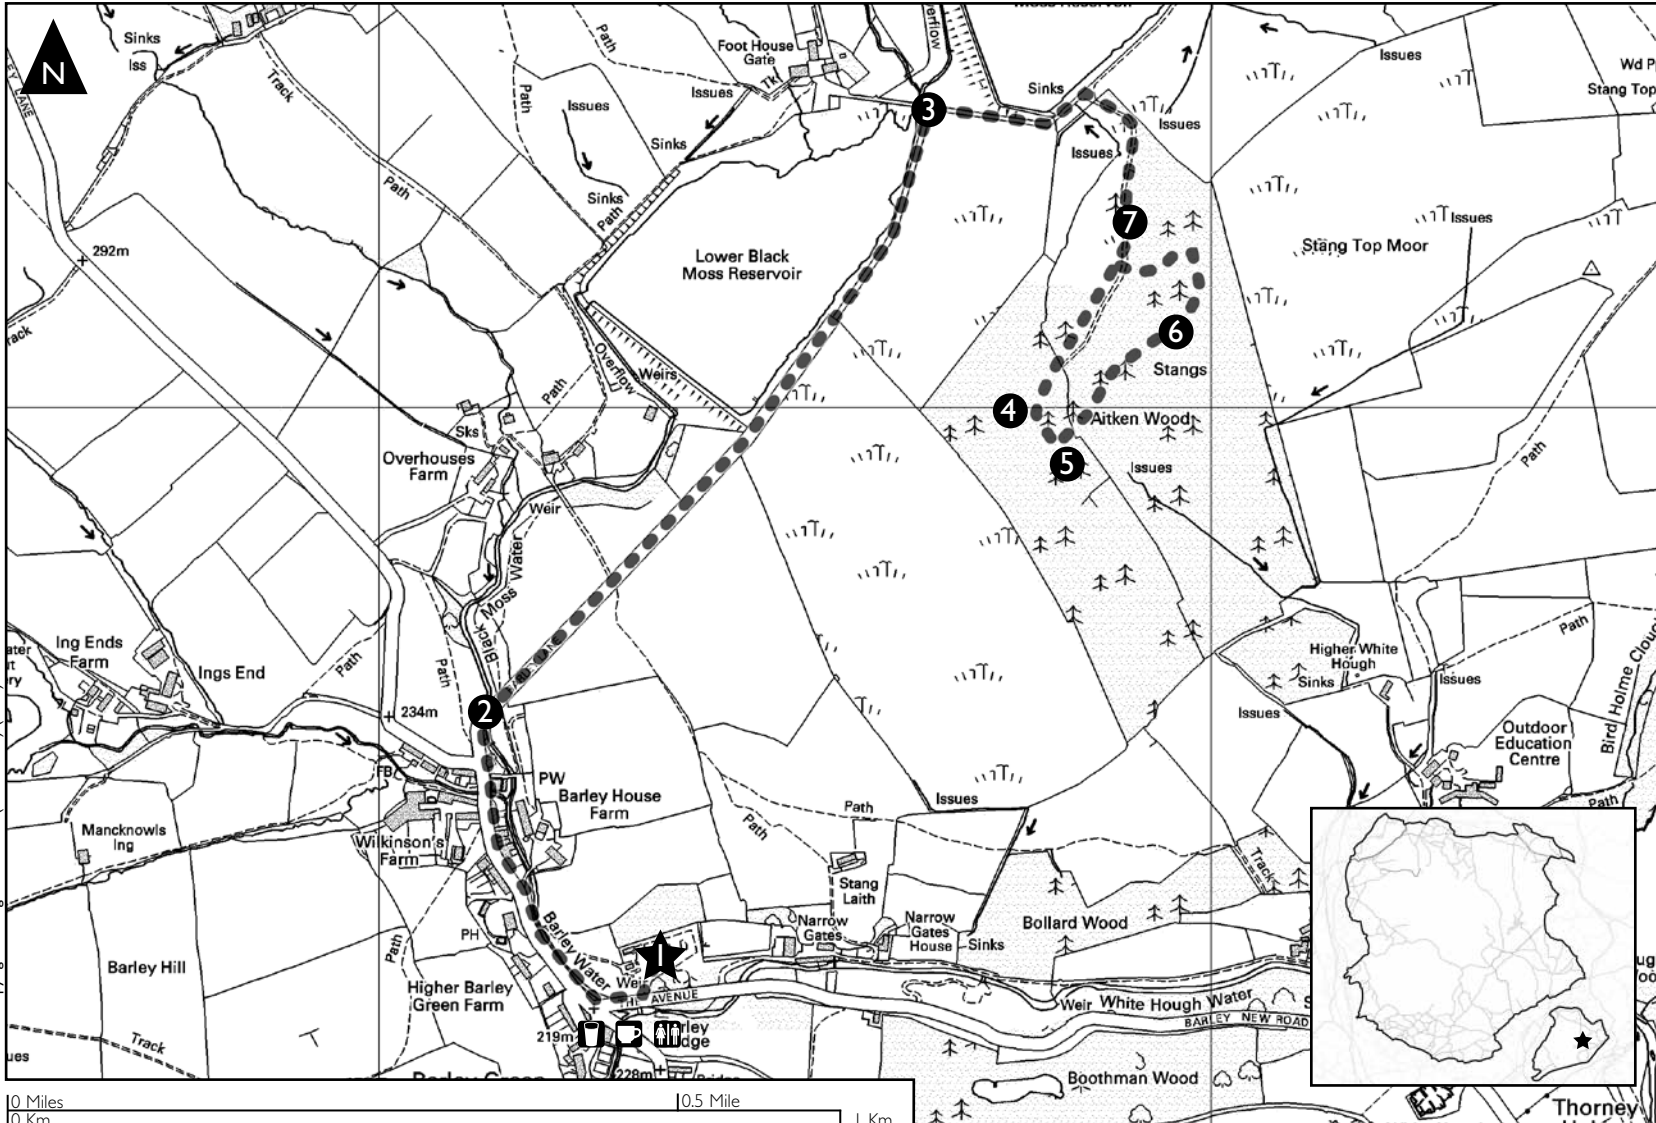 N
Sinks
Iss
Track
Path
Path
Issues
Sinks
Path
Path
Foot House
Gate
Issues
Tk
Sinks
3
Sinks
Issues
Issues
Issues
Stang Top
292m
Lower Black
Moss Reservoir
7
Issues
Stang Top Moor
6
Stangs
4
Aitken Wood
5
Issues
Path
Overflow
Weirs
Path
Sks
Overhouses
Farm
Weir
Black Moss Water
LANE
Path
Path
Ing Ends
Farm
Ings End
234m
2
Higher White
Hough
Sinks
Issues
Issues
Path
Bird Holme Clough
Outdoor
Education
Centre
Path
FB
PW
Barley House
Farm
Mancknowls
Ing
Wilkinson's
Farm
Issues
Path
Path
Stang
Laith
Track
Narrow
Gates
Narrow
Gates
House
Sinks
Bollard Wood
PH
Path
Barley Water
1
Weir
THE AVENUE
Barley Hill
Higher Barley
Green Farm
Weir
White Hough Water
BARLEY NEW ROAD
219m
228m
Track
Boothman Wood
Thorney
0 Miles
0.5 Mile
0 Km
1 Km